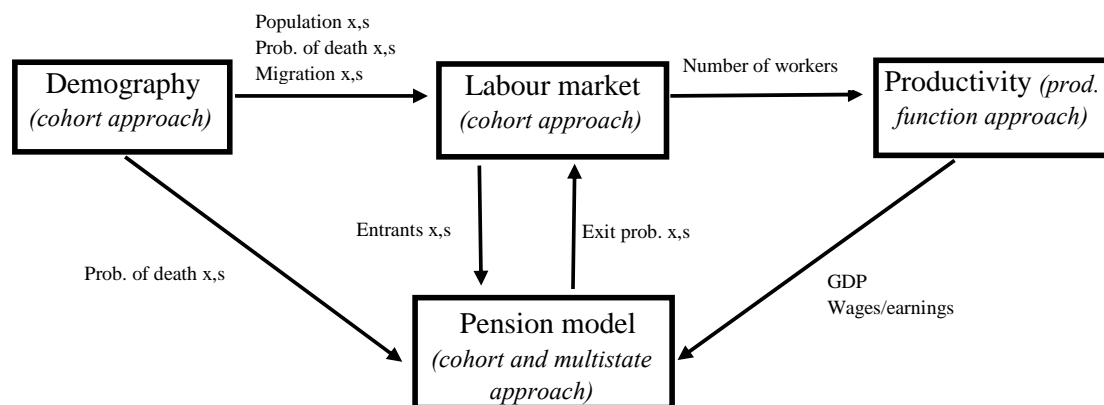 Population x,s
Prob. of death x,s
Migration x,s
Demography
(cohort approach)
Labour market
(cohort approach)
Number of workers
Productivity (prod.
function approach)
Entrants x,s
Exit prob. x,s
Prob. of death x,s
GDP
Wages/earnings
Pension model
(cohort and multistate
approach)